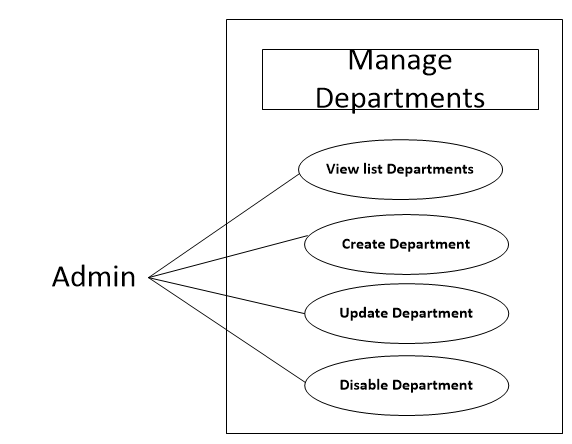 Manage
Departments
View list Departments
Create Department
Admin
Update Department
Disable Department